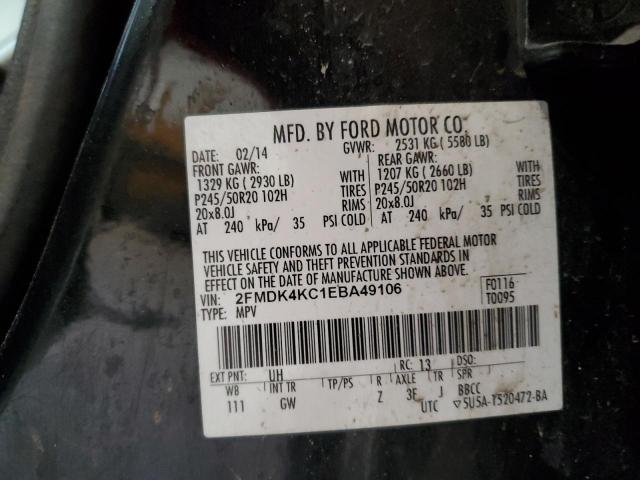 MFD. BY FORD MOTOR CO.
DATE: 02/14 GVWR: 2531 KG ( 5580 LB)
FRONT GAWR: REAR GAWR:
1329 KG ( 2930 LB) WITH 1207 KG ( 2660 LB) WITH
P245/50R20 102H TIRES P245/50R20 102H TIRES
20x8.0J RIMS 20x8.0J RIMS
AT 240 kPa/ 35 PSI COLD AT 240 kPa/ 35 PSI COLD
THIS VEHICLE CONFORMS TO ALL APPLICABLE FEDERAL MOTOR
VEHICLE SAFETY AND THEFT PREVENTION STANDARDS IN
EFFECT ON THE DATE OF MANUFACTURE SHOWN ABOVE.
VIN: 2FMDK4KC1EBA49106 F0116
TYPE: MPV T0095
EXT PNT: UH RC: 13 DSO:
WB INT TR TP/PS R AXLE TR SPR
111 GW Z 3F J BBCC
UTC ▽5U5A-1520472-BA